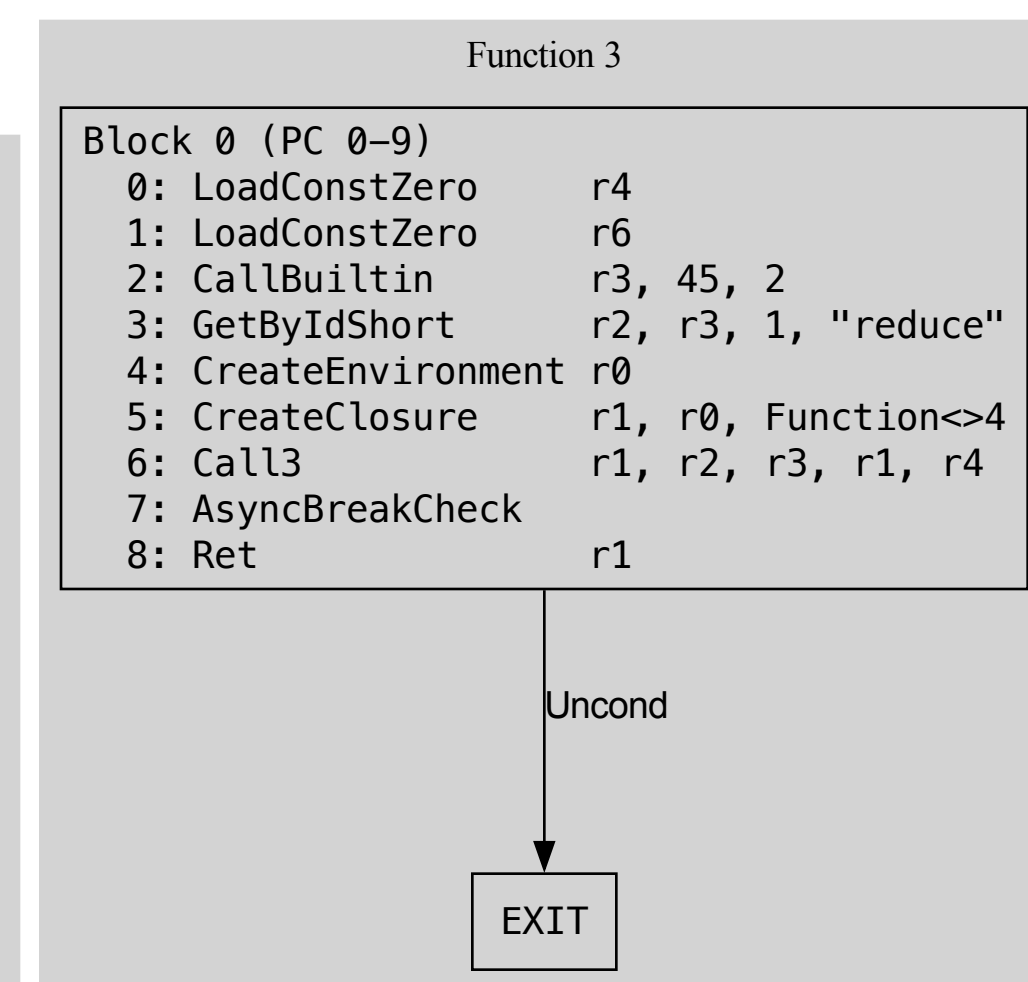 Function 3
Block 0 (PC 0–9)
0: LoadConstZero r4
1: LoadConstZero r6
2: CallBuiltin r3, 45, 2
3: GetByIdShort r2, r3, 1, "reduce"
4: CreateEnvironment r0
5: CreateClosure r1, r0, Function<>4
6: Call3 r1, r2, r3, r1, r4
7: AsyncBreakCheck
8: Ret r1
Uncond
EXIT